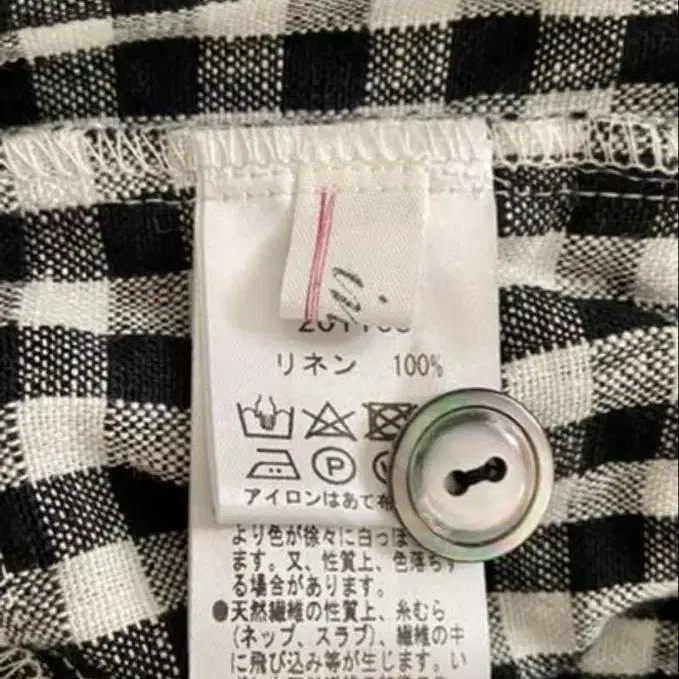 リネン 100%
P
アイロンはあて布
より色が徐々に白っぽ
ます。又、性質上、色落ちす
る場合があります。
●天然繊維の性質上、糸むら
(ネップ、スラブ)、繊維の中
に飛び込み等が生じます。い